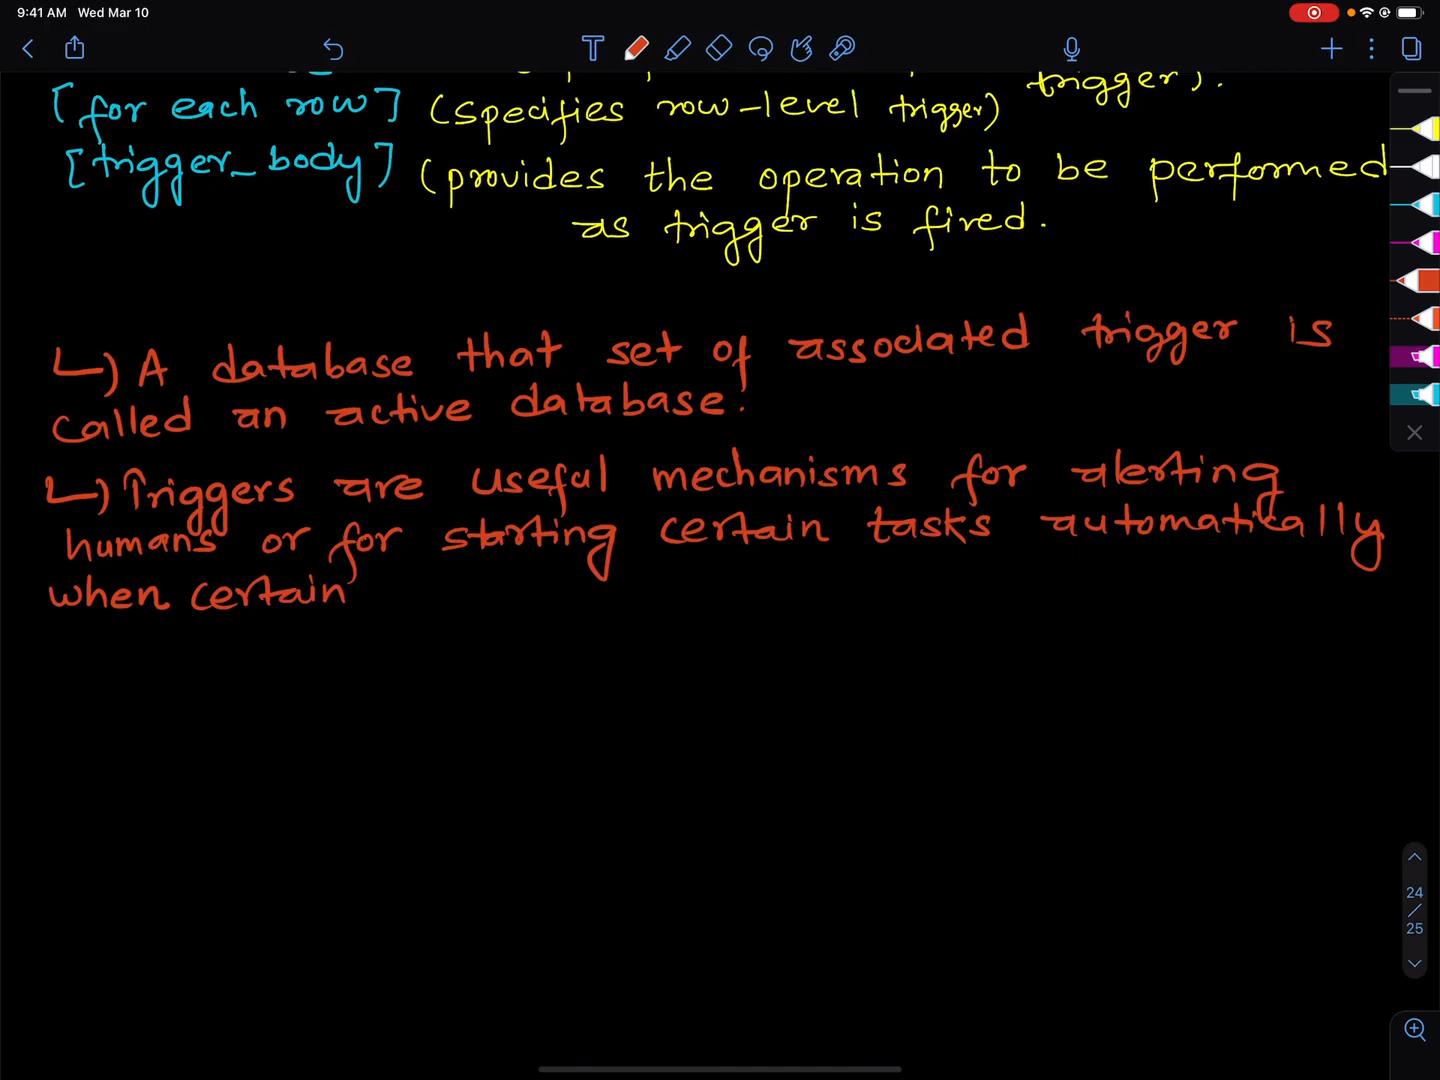 9:41 AM Wed Mar 10
trigger).
[for each row] (specifies row-level trigger)
[trigger_body] (provides the operation to be performed
as trigger is fired.
↳) A database that set of associated trigger is
called an active database.
↳) Triggers are useful mechanisms for alerting
humans or for starting certain tasks automatically
when certain
24
/
25